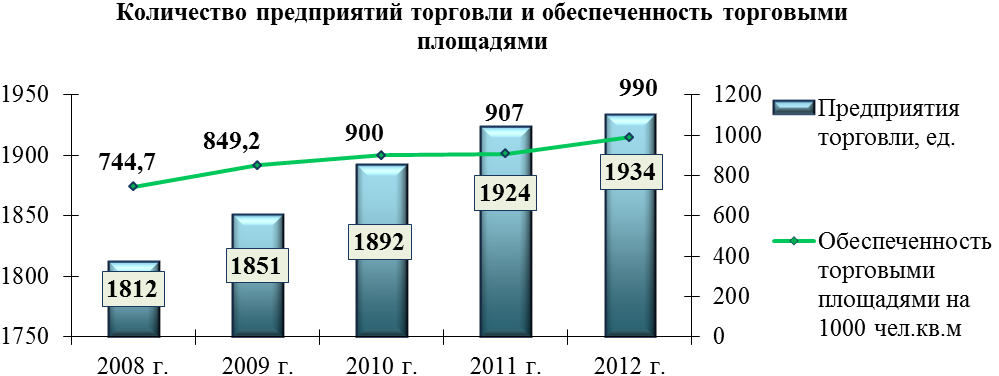 Количество предприятий торговли и обеспеченность торговыми
площадями
1950
1900
1850
1800
1750
744,7
849,2
900
907
990
1812
1851
1892
1924
1934
1200
1000
800
600
400
200
0
2008 г.
2009 г.
2010 г.
2011 г.
2012 г.
Предприятия
торговли, ед.
Обеспеченность
торговыми
площадями на
1000 чел.кв.м